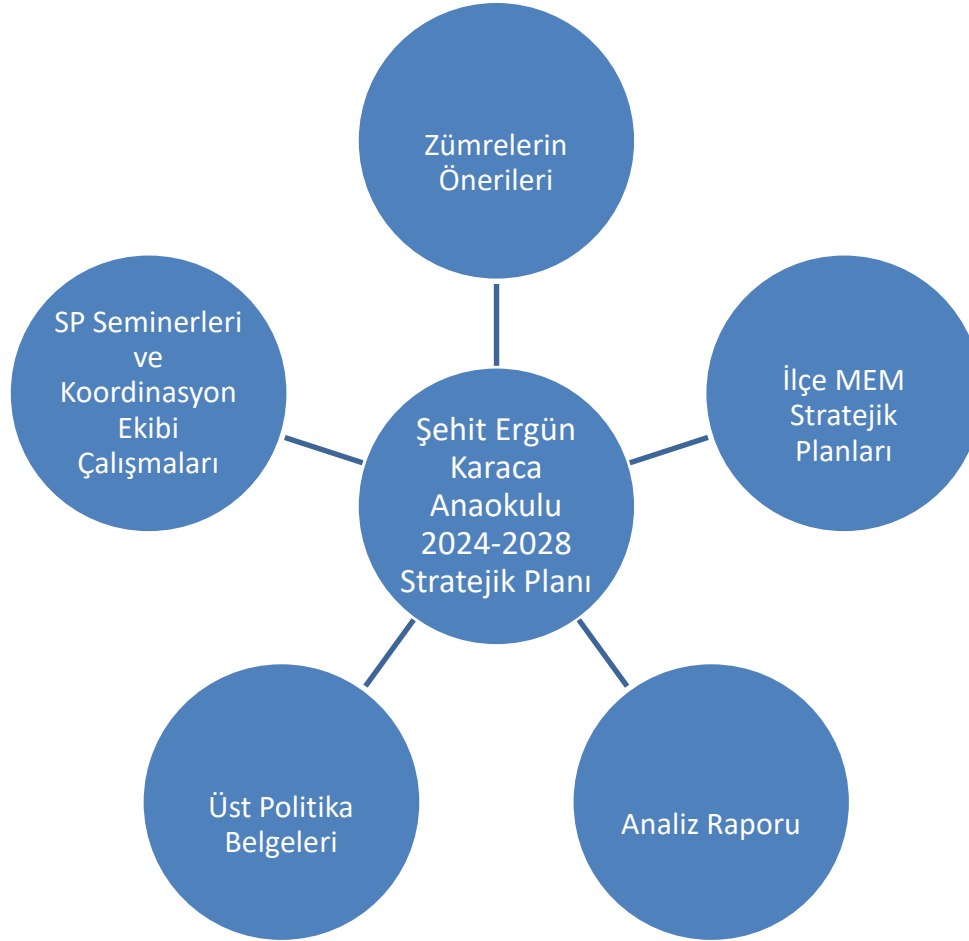 Zümrelerin
Önerileri
SP Seminerleri
ve
Koordinasyon
Ekibi
Çalışmaları
İlçe MEM
Stratejik
Planları
Şehit Ergün
Karaca
Anaokulu
2024-2028
Stratejik Planı
Üst Politika
Belgeleri
Analiz Raporu